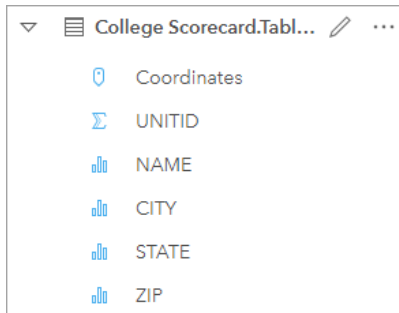 College Scorecard.Tabl...
Coordinates
UNITID
NAME
CITY
STATE
ZIP